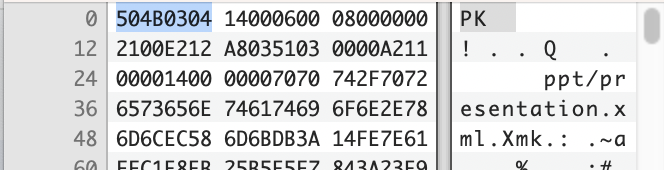 0 504B0304 14000600 08000000 PK
12 2100E212 A8035103 0000A211 ! . . Q .
24 00001400 00007070 742F7072 ppt/pr
36 6573656E 74617469 6F6E2E78 esentation.x
48 6D6CEC58 6D6BDB3A 14FE7E61 ml.Xmk.: .~a